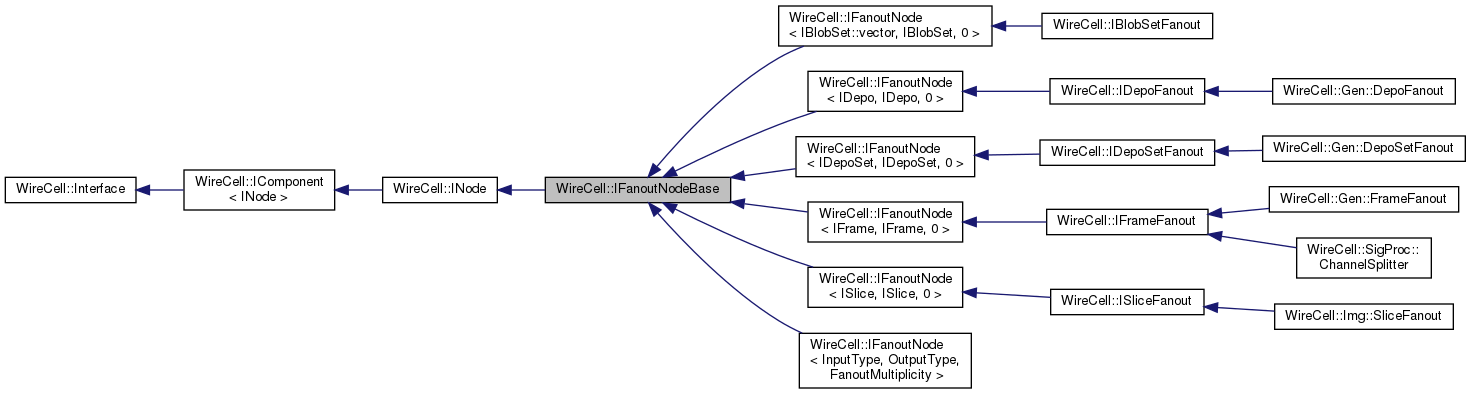 WireCell::Interface
WireCell::IComponent
< INode >
WireCell::INode
WireCell::IFanoutNodeBase
WireCell::IFanoutNode
< IBlobSet::vector, IBlobSet, 0 >
WireCell::IBlobSetFanout
WireCell::IFanoutNode
< IDepo, IDepo, 0 >
WireCell::IDepoFanout
WireCell::Gen::DepoFanout
WireCell::IFanoutNode
< IDepoSet, IDepoSet, 0 >
WireCell::IDepoSetFanout
WireCell::Gen::DepoSetFanout
WireCell::IFanoutNode
< IFrame, IFrame, 0 >
WireCell::IFrameFanout
WireCell::Gen::FrameFanout
WireCell::SigProc::
ChannelSplitter
WireCell::IFanoutNode
< ISlice, ISlice, 0 >
WireCell::ISliceFanout
WireCell::Img::SliceFanout
WireCell::IFanoutNode
< InputType, OutputType,
FanoutMultiplicity >